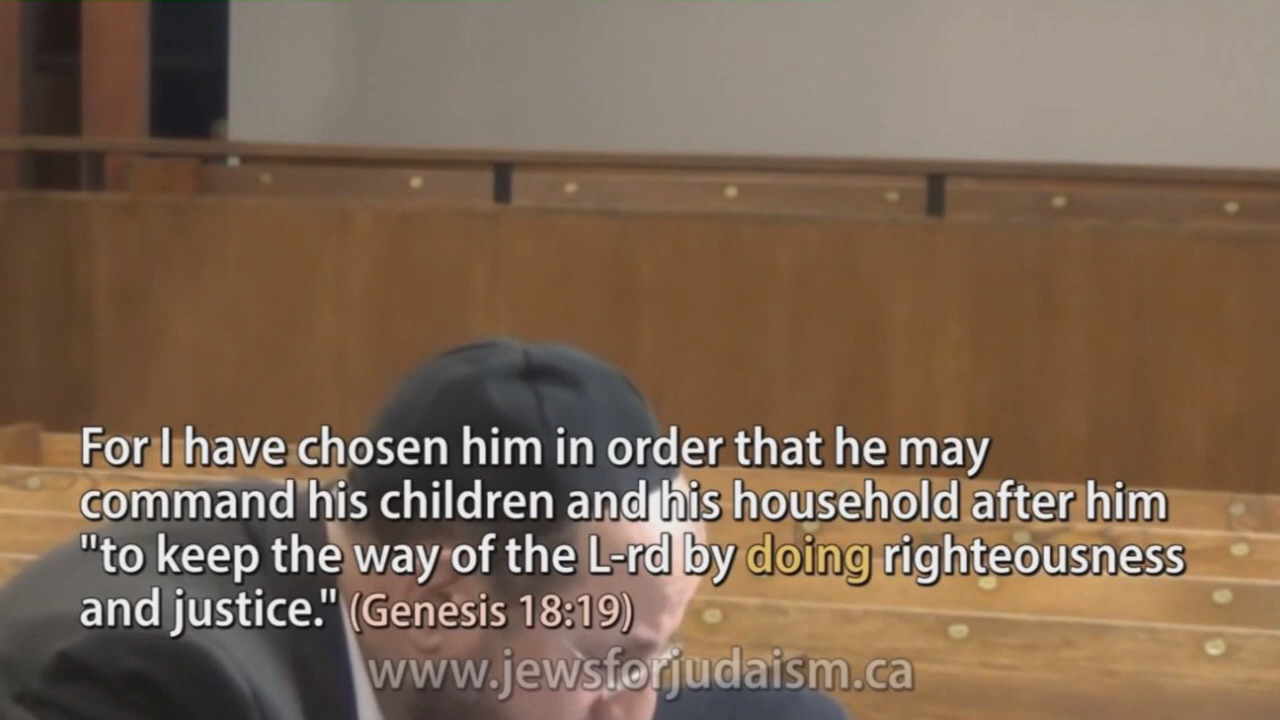 For I have chosen him in order that he may
command his children and his household after him
"to keep the way of the L-rd by doing righteousness
and justice." (Genesis 18:19)
www.jewsforjudaism.ca